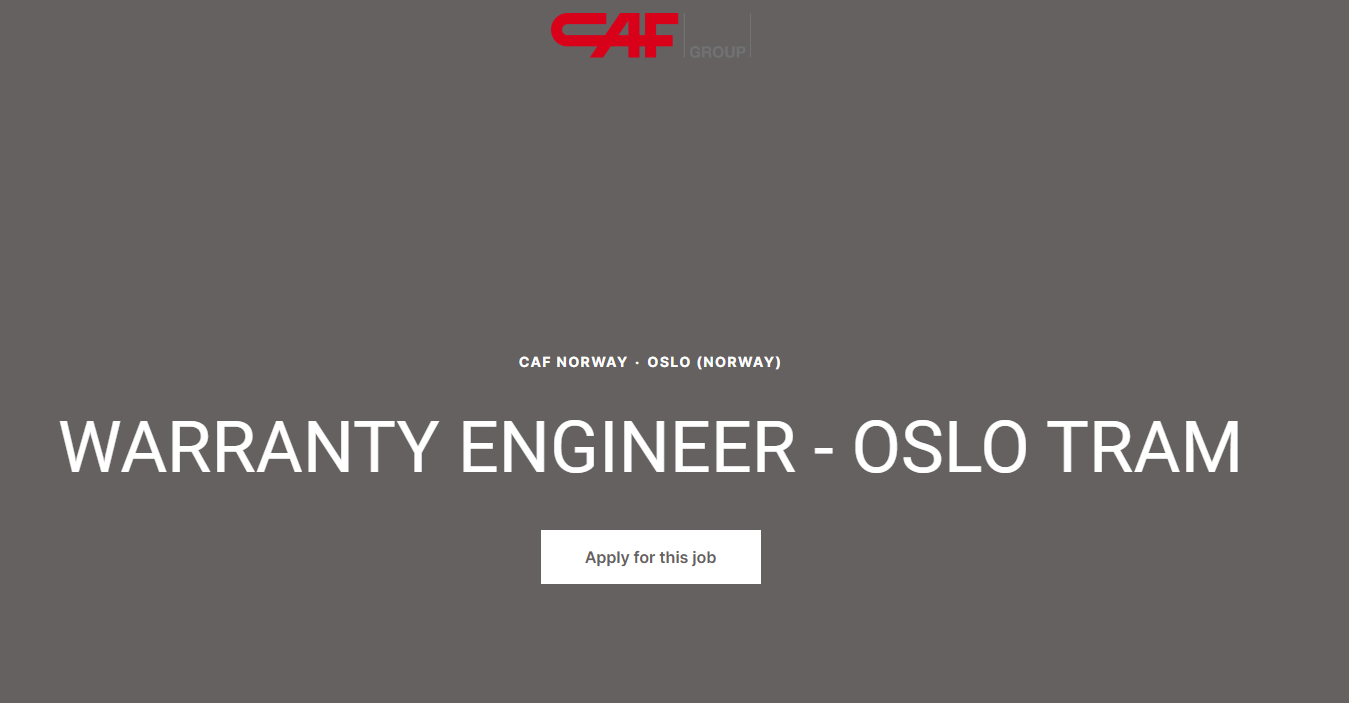 CAF GROUP
CAF NORWAY · OSLO (NORWAY)
WARRANTY ENGINEER - OSLO TRAM
Apply for this job